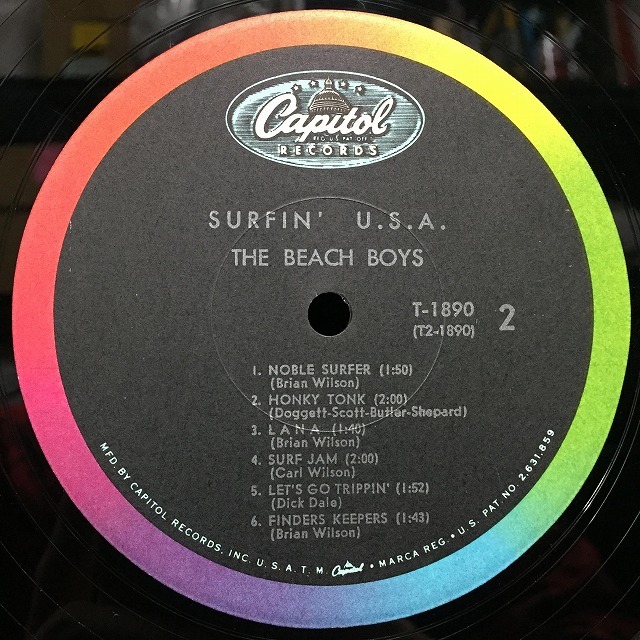 Capitol
REG. U.S. PAT. OFF.
RECORDS
SURFIN' U.S.A.
THE BEACH BOYS
T-1890
(T2-1890)
2
1. NOBLE SURFER (1:50)
(Brian Wilson)
2. HONKY TONK (2:00)
(Doggett-Scott-Butler-Shepard)
3. LANA (1:40)
(Brian Wilson)
4. SURF JAM (2:00)
(Carl Wilson)
5. LET'S GO TRIPPIN' (1:52)
(Dick Dale)
6. FINDERS KEEPERS (1:43)
(Brian Wilson)
MFD. BY CAPITOL RECORDS, INC. U.S.A. T.M. Capitol • MARCA REG. • U.S. PAT. NO. 2,631,859